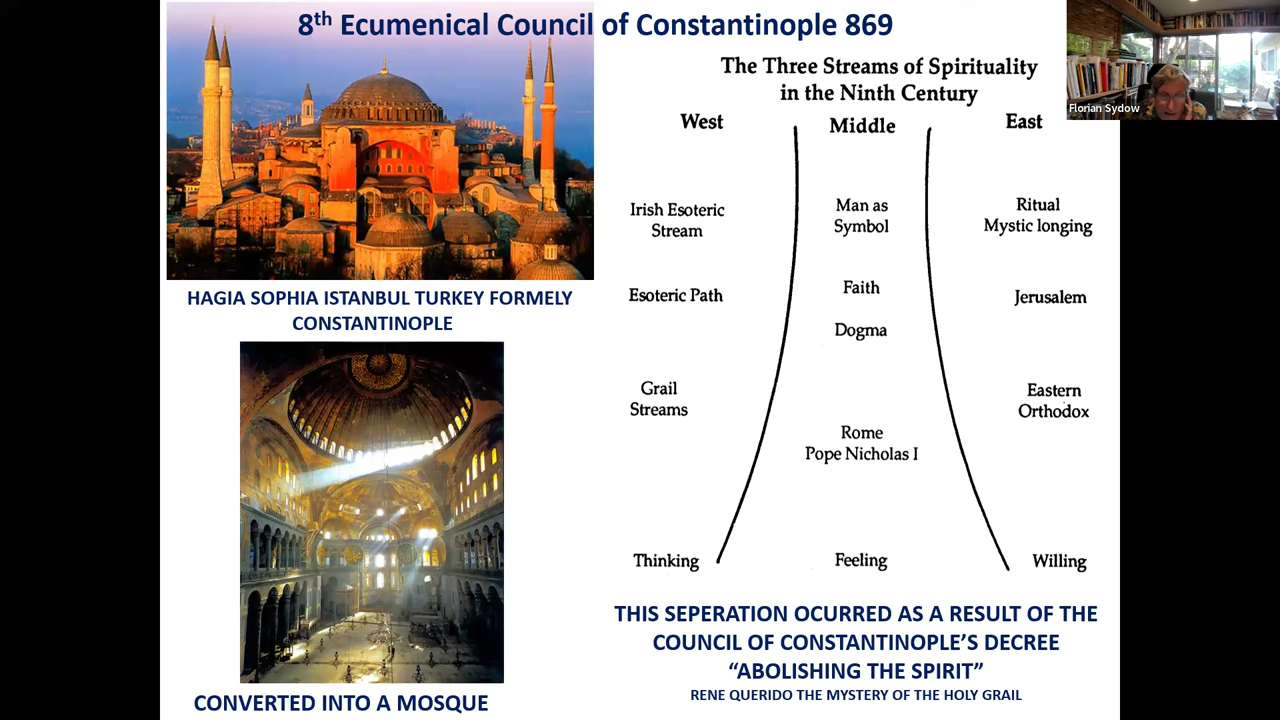 8th Ecumenical Council of Constantinople 869
HAGIA SOPHIA ISTANBUL TURKEY FORMELY
CONSTANTINOPLE
CONVERTED INTO A MOSQUE
The Three Streams of Spirituality
in the Ninth Century
West
Middle
East
Irish Esoteric
Stream
Man as
Symbol
Ritual
Mystic longing
Esoteric Path
Faith
Jerusalem
Dogma
Grail
Streams
Eastern
Orthodox
Rome
Pope Nicholas I
Thinking
Feeling
Willing
THIS SEPERATION OCURRED AS A RESULT OF THE
COUNCIL OF CONSTANTINOPLE’S DECREE
“ABOLISHING THE SPIRIT”
RENE QUERIDO THE MYSTERY OF THE HOLY GRAIL
Florian Sydow